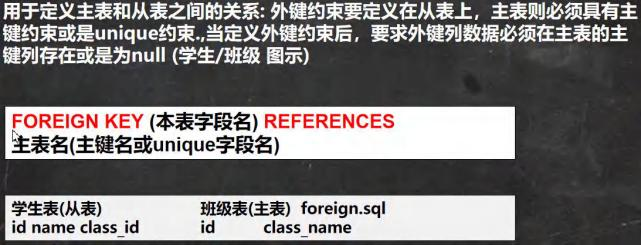 用于定义主表和从表之间的关系: 外键约束要定义在从表上，主表则必须具有主
键约束或是unique约束.,当定义外键约束后，要求外键列数据必须在主表的主
键列存在或是为null (学生/班级 图示)
FOREIGN KEY (本表字段名) REFERENCES
主表名(主键名或unique字段名)
学生表(从表) 班级表(主表) foreign.sql
id name class_id id class_name